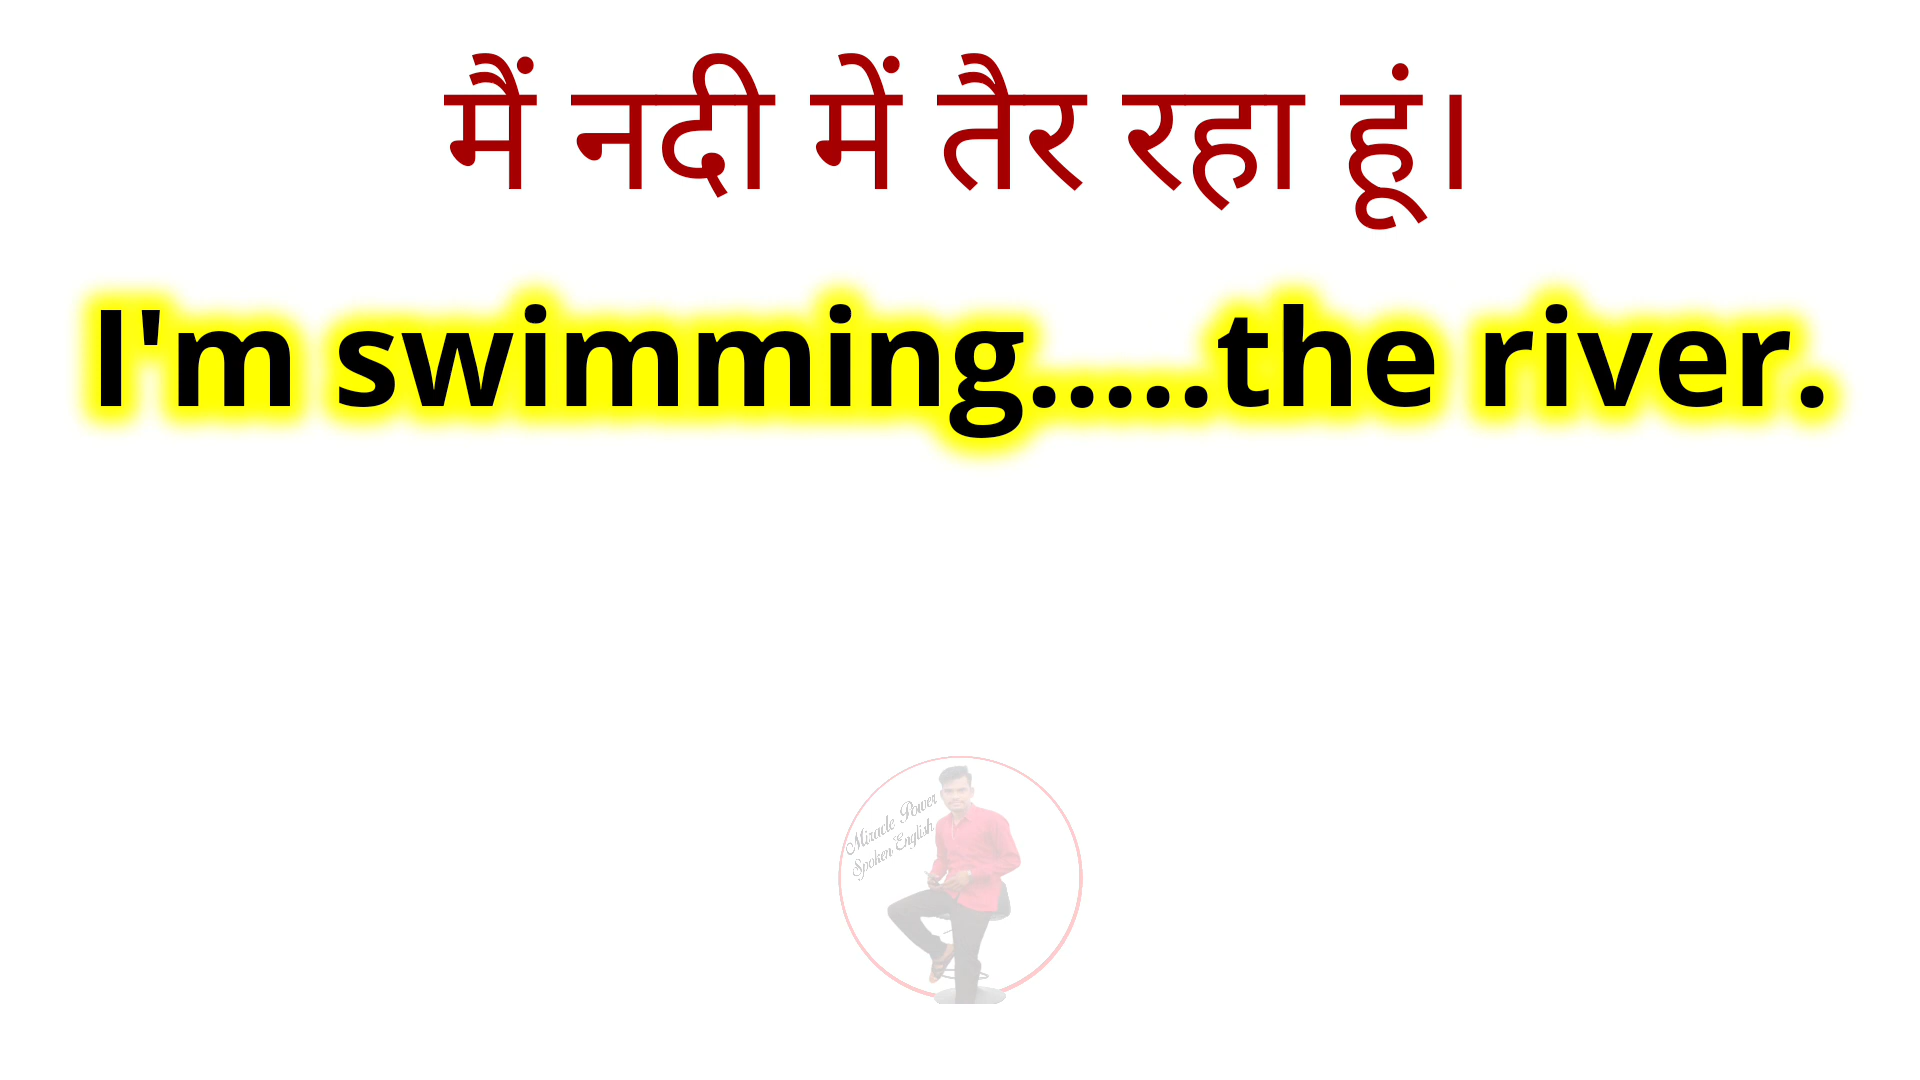 मैं नदी में तैर रहा हूं।
I'm swimming.....the river.
Miracle Power
Spoken English